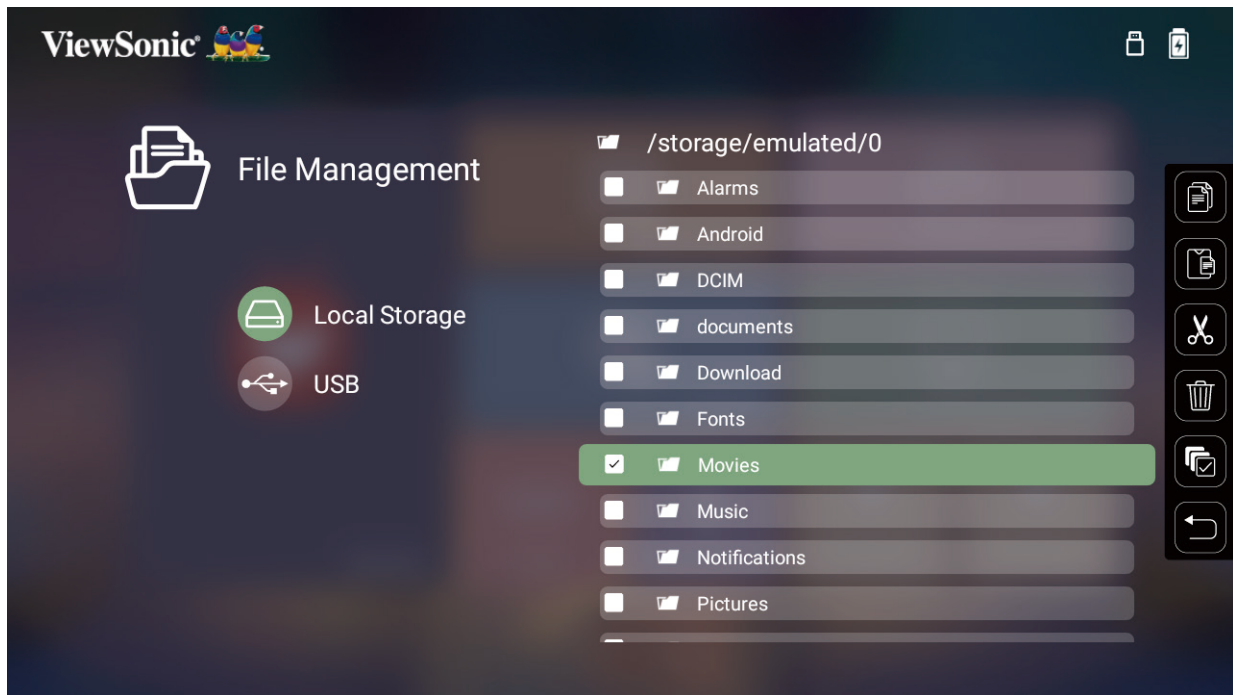 ViewSonic®
File Management
Local Storage
USB
/storage/emulated/0
Alarms
Android
DCIM
documents
Download
Fonts
Movies
Music
Notifications
Pictures